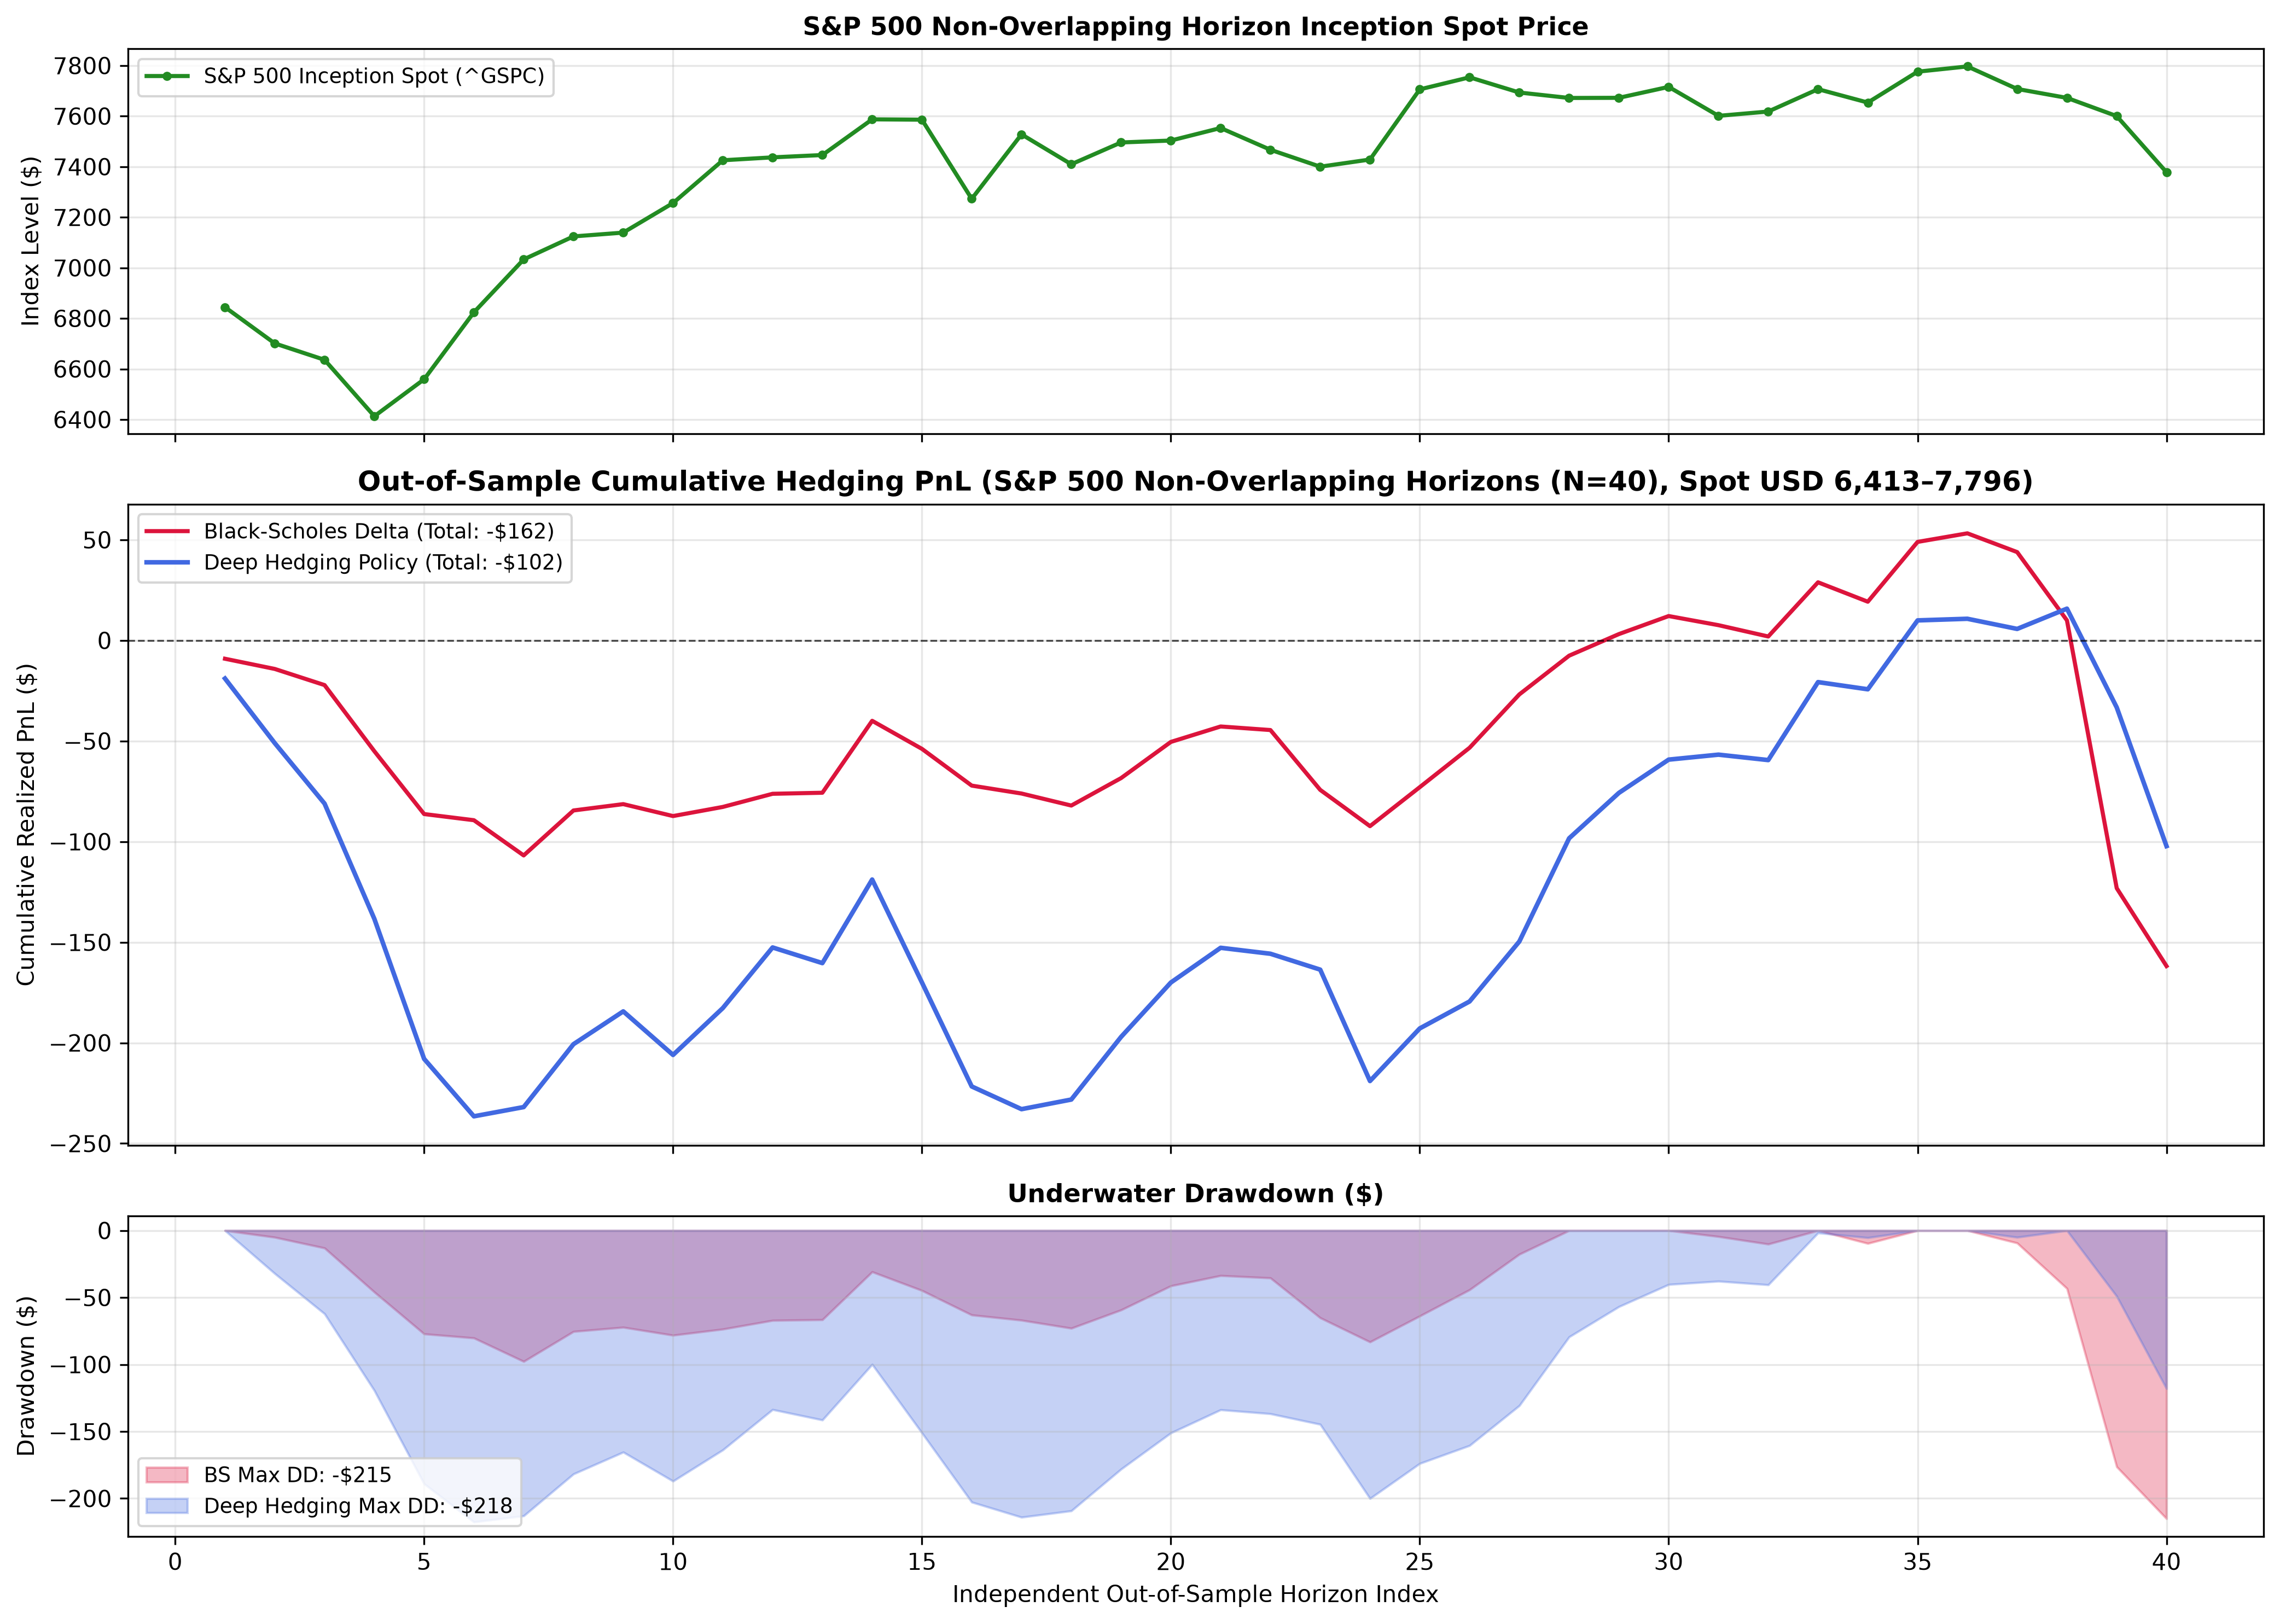 S&P 500 Non-Overlapping Horizon Inception Spot Price
S&P 500 Inception Spot (^GSPC)
Index Level ($)
7800
7600
7400
7200
7000
6800
6600
6400
Out-of-Sample Cumulative Hedging PnL (S&P 500 Non-Overlapping Horizons (N=40), Spot USD 6,413–7,796)
Black-Scholes Delta (Total: -$162)
Deep Hedging Policy (Total: -$102)
Cumulative Realized PnL ($)
50
0
−50
−100
−150
−200
−250
Underwater Drawdown ($)
Drawdown ($)
0
−50
−100
−150
−200
BS Max DD: -$215
Deep Hedging Max DD: -$218
0 5 10 15 20 25 30 35 40
Independent Out-of-Sample Horizon Index